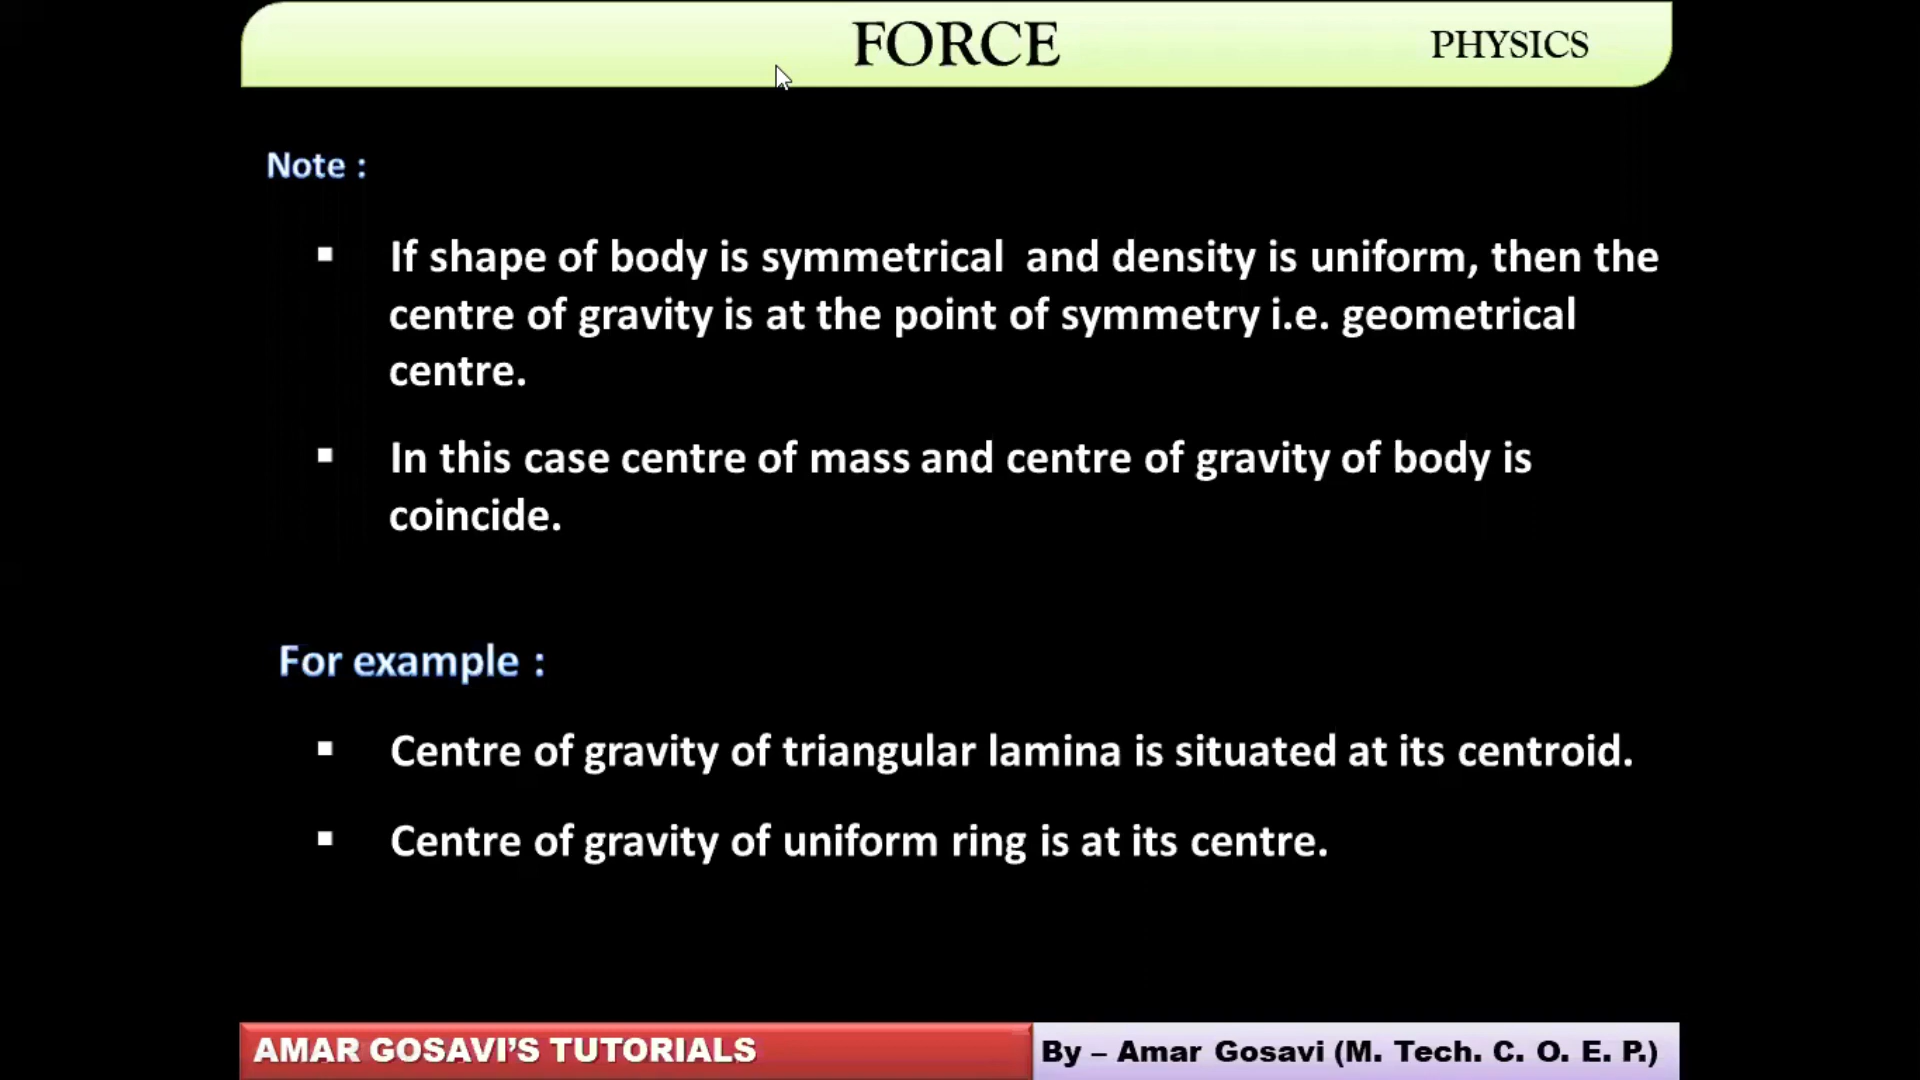 FORCE
PHYSICS
Note :
▪ If shape of body is symmetrical and density is uniform, then the
centre of gravity is at the point of symmetry i.e. geometrical
centre.
▪ In this case centre of mass and centre of gravity of body is
coincide.
For example :
▪ Centre of gravity of triangular lamina is situated at its centroid.
▪ Centre of gravity of uniform ring is at its centre.
AMAR GOSAVI’S TUTORIALS
By – Amar Gosavi (M. Tech. C. O. E. P.)